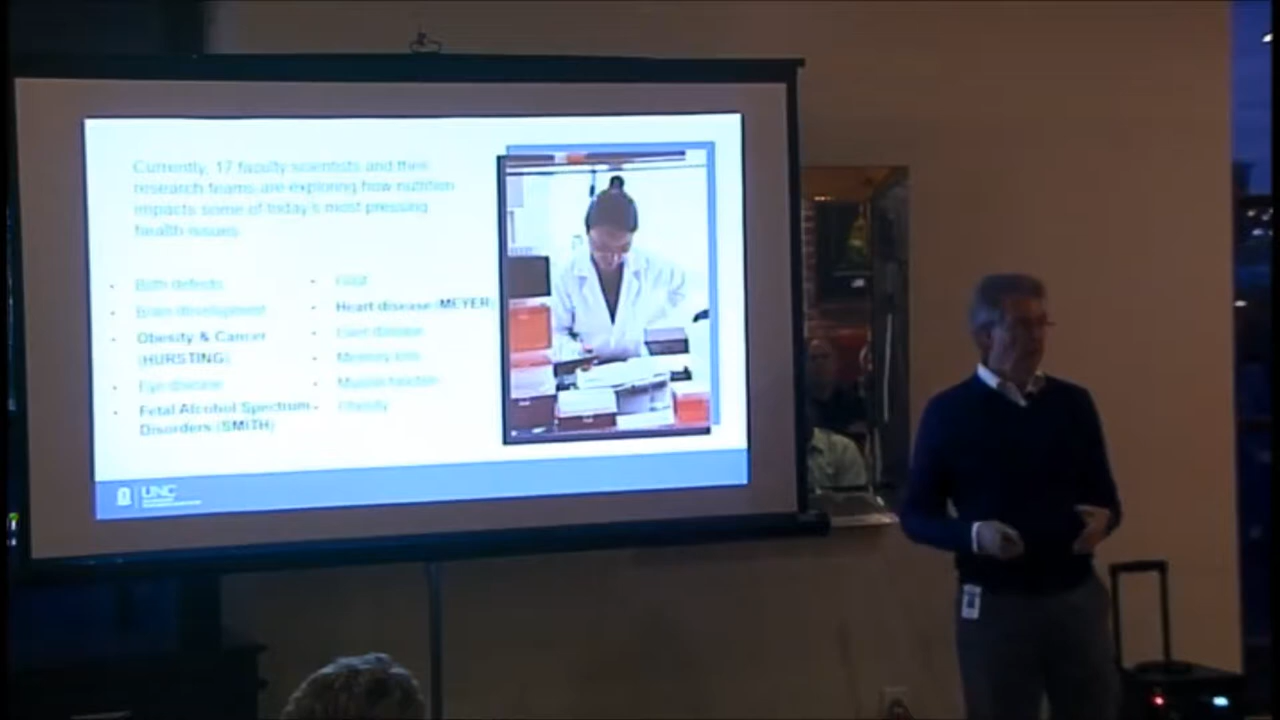 Currently, 17 faculty scientists and their
research teams are exploring how nutrition
impacts some of today's most pressing
health issues
Birth defects
Brain development
Obesity & Cancer
(HURSTING)
Eye disease
Fetal Alcohol Spectrum
Disorders (SMITH)
Heart disease (MEYER)
Liver disease
Memory loss
Muscle function
Obesity
UNC